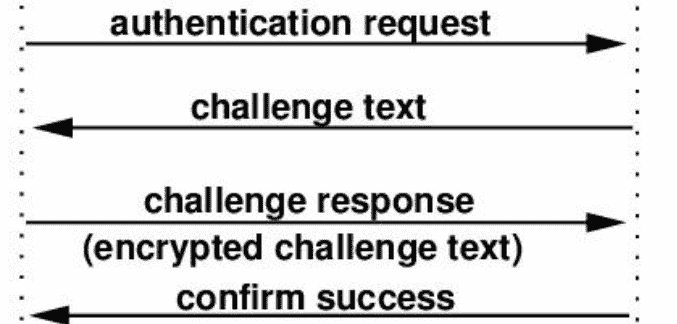 authentication request
challenge text
challenge response
(encrypted challenge text)
confirm success